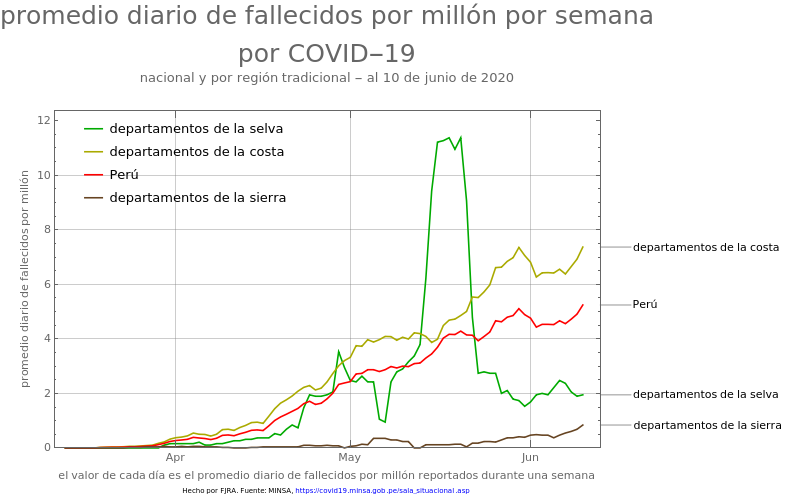 promedio diario de fallecidos por millón por semana
por COVID‒19
nacional y por región tradicional ‒ al 10 de junio de 2020
departamentos de la selva
departamentos de la costa
Perú
departamentos de la sierra
promedio diario de fallecidos por millón
12
10
8
6
4
2
0
Apr
May
Jun
departamentos de la costa
Perú
departamentos de la selva
departamentos de la sierra
el valor de cada día es el promedio diario de fallecidos por millón reportados durante una semana
Hecho por FJRA. Fuente: MINSA, https://covid19.minsa.gob.pe/sala_situacional.asp